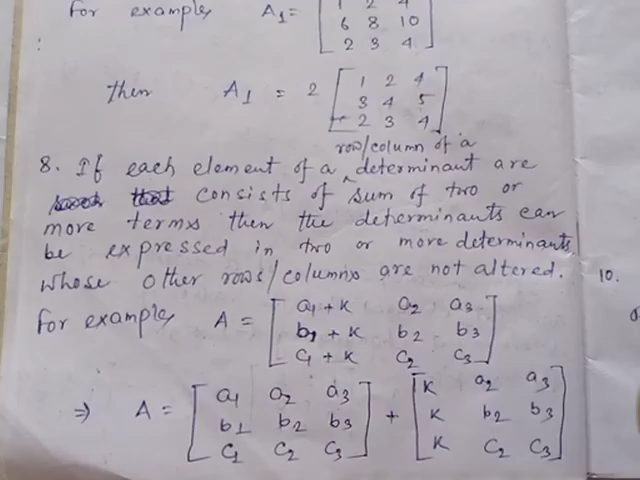 For example, A1 = [ 1 2 4
6 8 10
2 3 4 ]
then A1 = 2 [ 1 2 4
3 4 5
2 3 4 ]
row/column of a
8. If each element of a ^ determinant are
consists of sum of two or
more terms then the determinants can
be expressed in two or more determinants
whose other rows/columns are not altered.
10.
For example, A = [ a1 + K a2 a3
b1 + K b2 b3
c1 + K c2 c3 ]
⇒ A = [ a1 a2 a3
b1 b2 b3
c1 c2 c3 ] + [ K a2 a3
K b2 b3
K c2 c3 ]